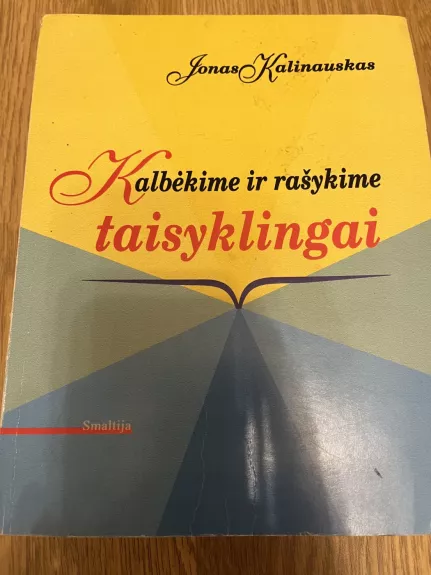 Jonas Kalinauskas
Kalbėkime ir rašykime
taisyklingai
Smaltija